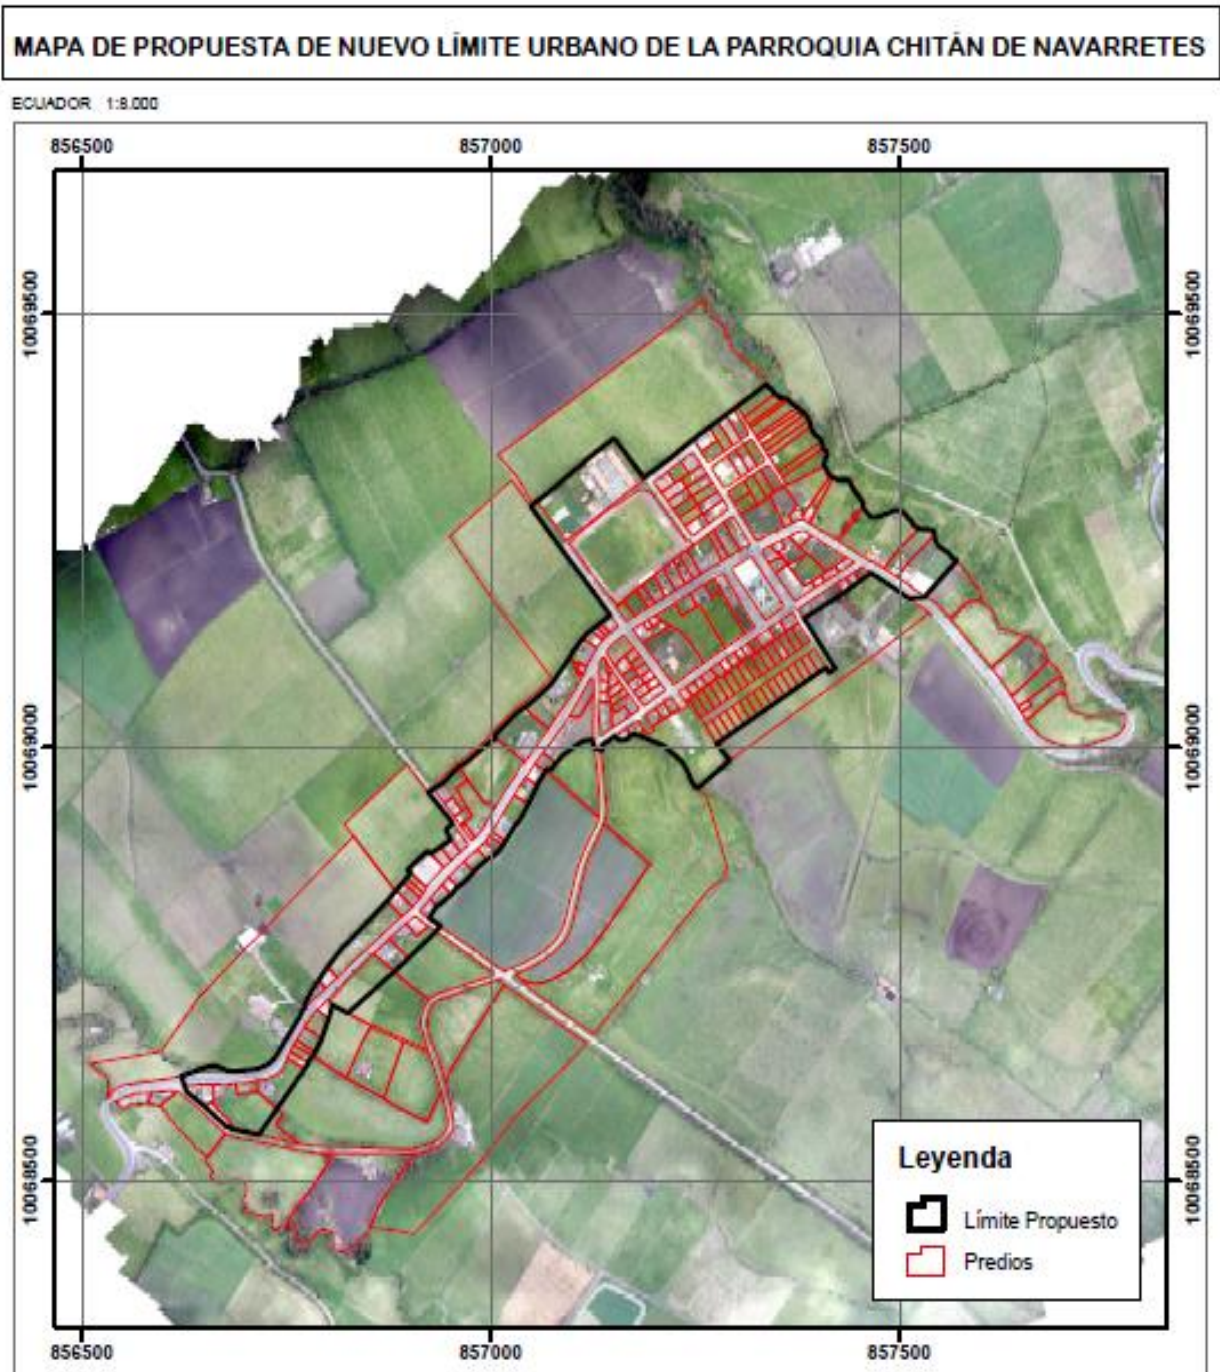 MAPA DE PROPUESTA DE NUEVO LÍMITE URBANO DE LA PARROQUIA CHITÁN DE NAVARRETES
ECUADOR 1:8.000
856500 857000 857500
10069500 10069500
10069000 10069000
10068500 10068500
Leyenda
Límite Propuesto
Predios
856500 857000 857500